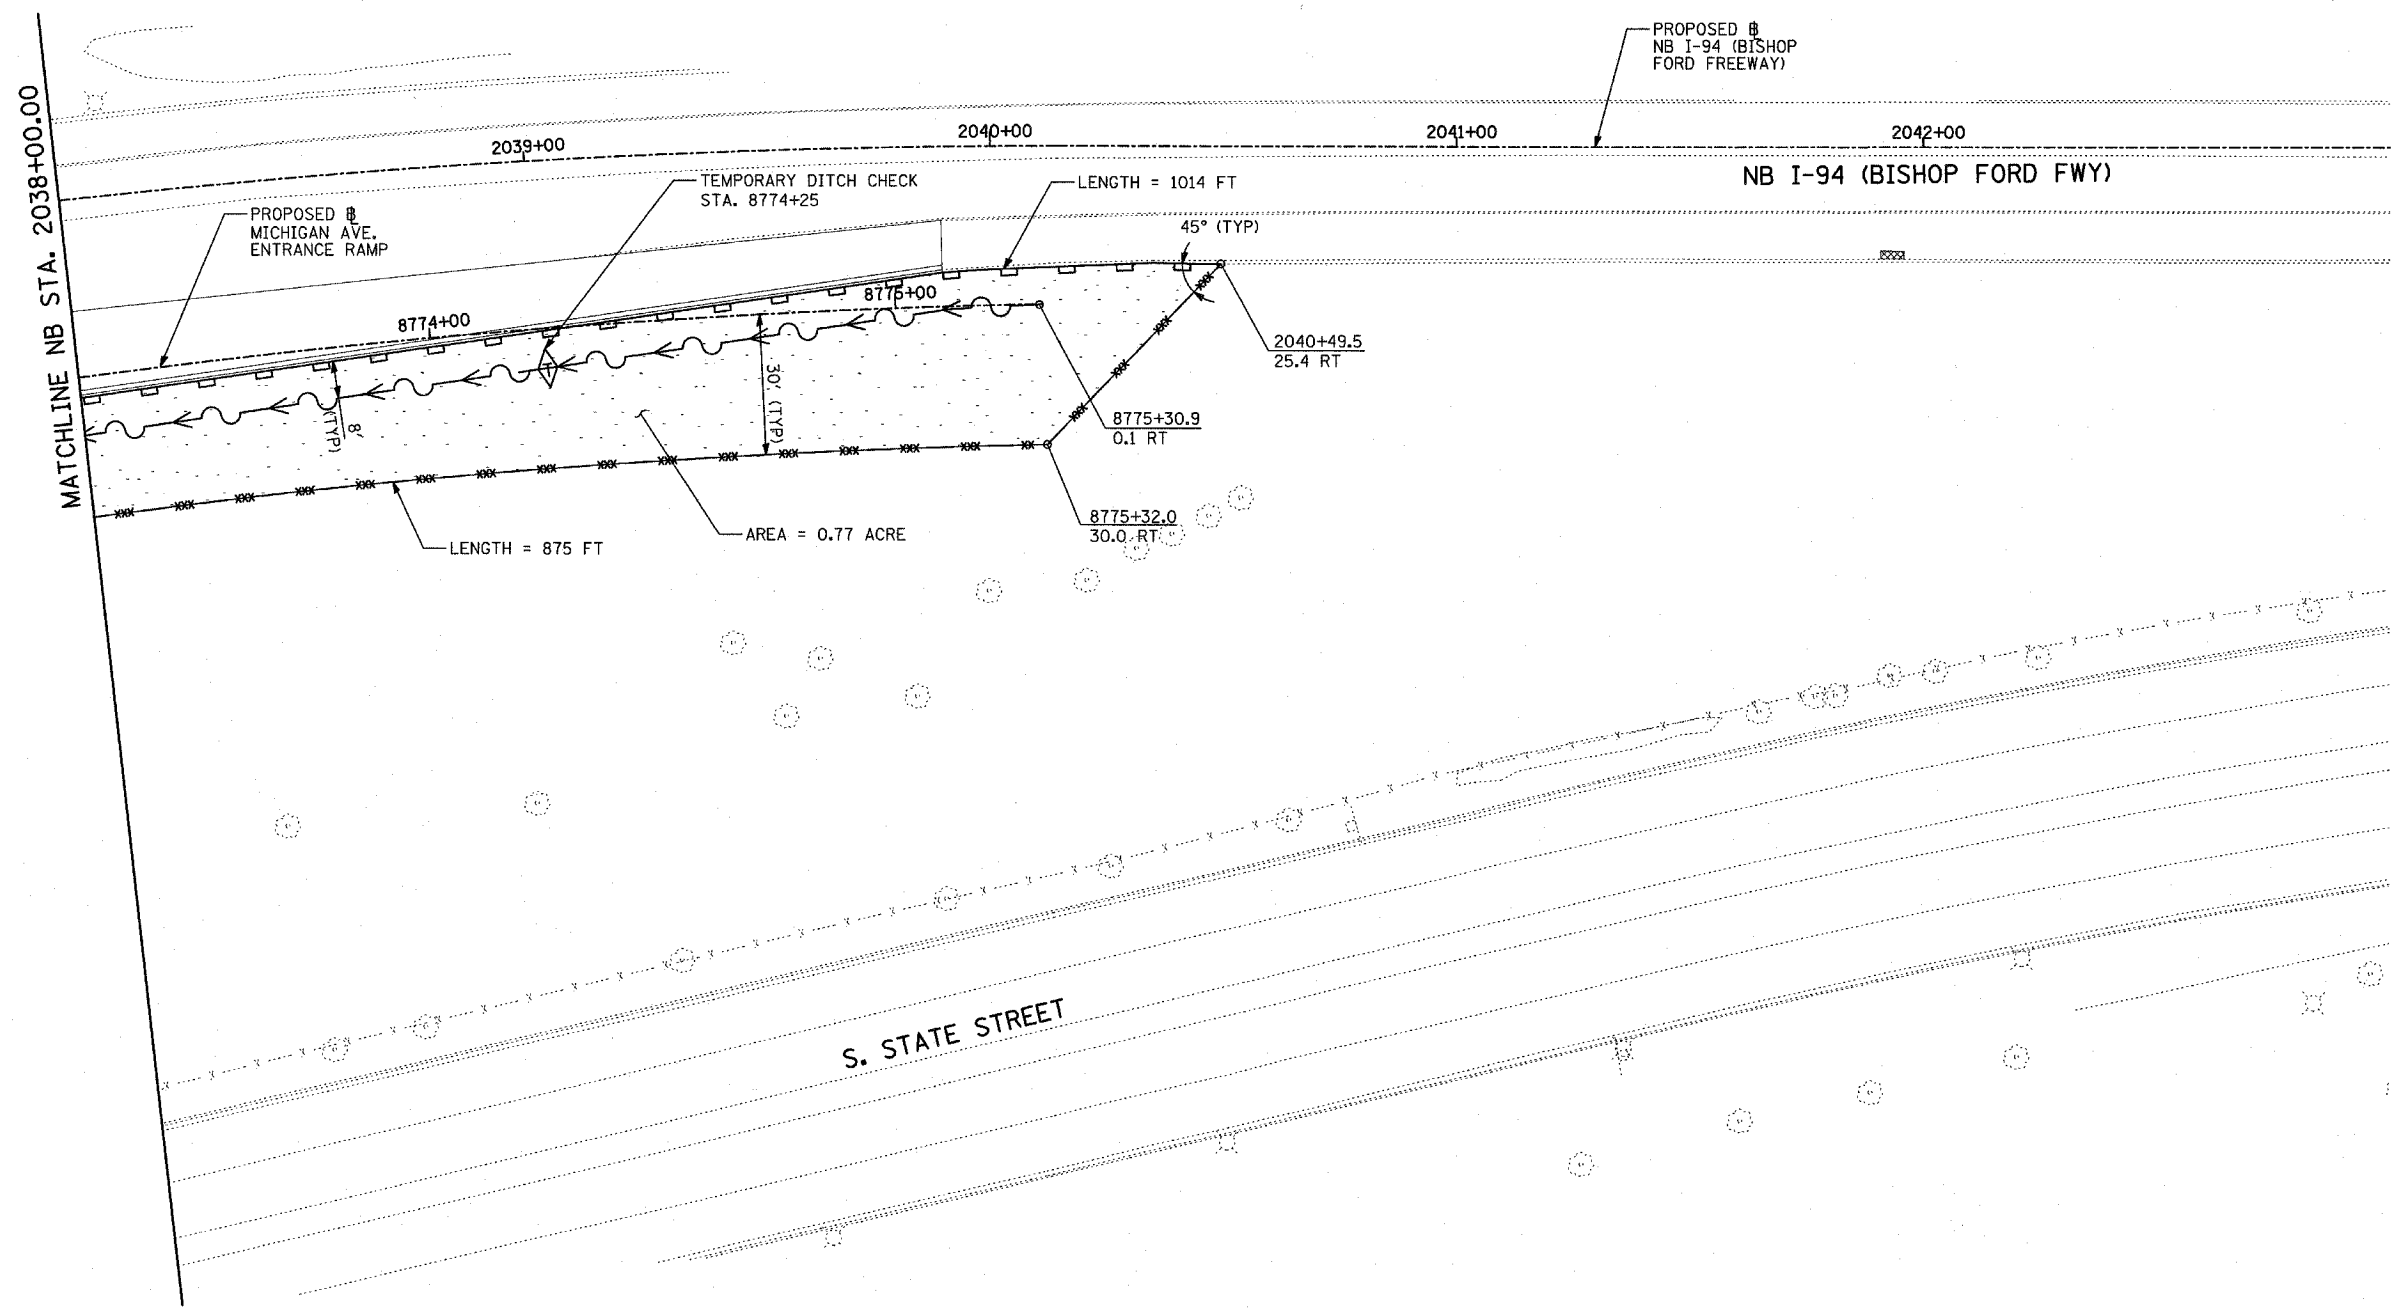 PROPOSED ℄
NB I-94 (BISHOP
FORD FREEWAY)
MATCHLINE NB STA. 2038+00.00
2039+00
2040+00
2041+00
2042+00
NB I-94 (BISHOP FORD FWY)
TEMPORARY DITCH CHECK
STA. 8774+25
LENGTH = 1014 FT
45° (TYP)
PROPOSED ℄
MICHIGAN AVE.
ENTRANCE RAMP
8774+00
8775+00
T
8'
(TYP)
30' (TYP)
2040+49.5
25.4 RT
8775+30.9
0.1 RT
8775+32.0
30.0 RT
AREA = 0.77 ACRE
LENGTH = 875 FT
S. STATE STREET